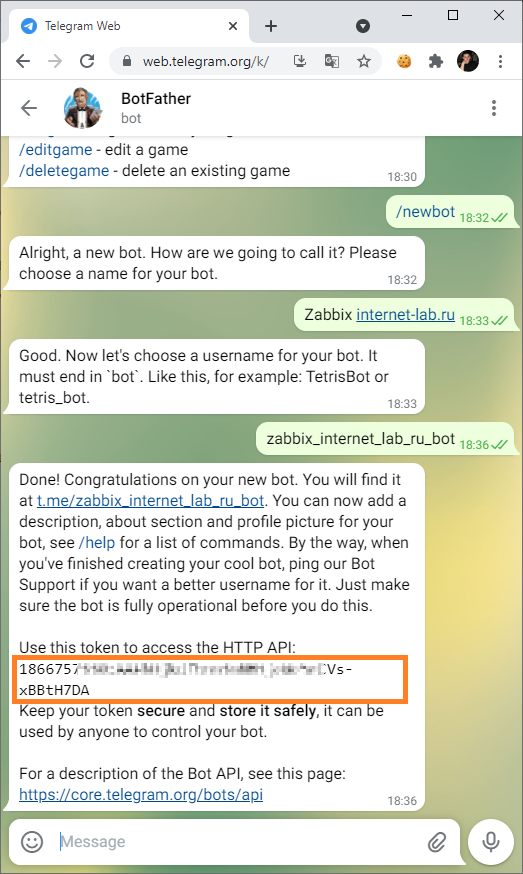 Telegram Web
web.telegram.org/k/
BotFather
bot
/editgame - edit a game
/deletegame - delete an existing game
18:30
/newbot 18:32
Alright, a new bot. How are we going to call it? Please
choose a name for your bot.
18:32
Zabbix internet-lab.ru 18:33
Good. Now let's choose a username for your bot. It
must end in `bot`. Like this, for example: TetrisBot or
tetris_bot.
18:33
zabbix_internet_lab_ru_bot 18:36
Done! Congratulations on your new bot. You will find it
at t.me/zabbix_internet_lab_ru_bot. You can now add a
description, about section and profile picture for your
bot, see /help for a list of commands. By the way, when
you've finished creating your cool bot, ping our Bot
Support if you want a better username for it. Just make
sure the bot is fully operational before you do this.
Use this token to access the HTTP API:
1866757 Vs-
xBBtH7DA
Keep your token secure and store it safely, it can be
used by anyone to control your bot.
For a description of the Bot API, see this page:
https://core.telegram.org/bots/api
18:36
Message